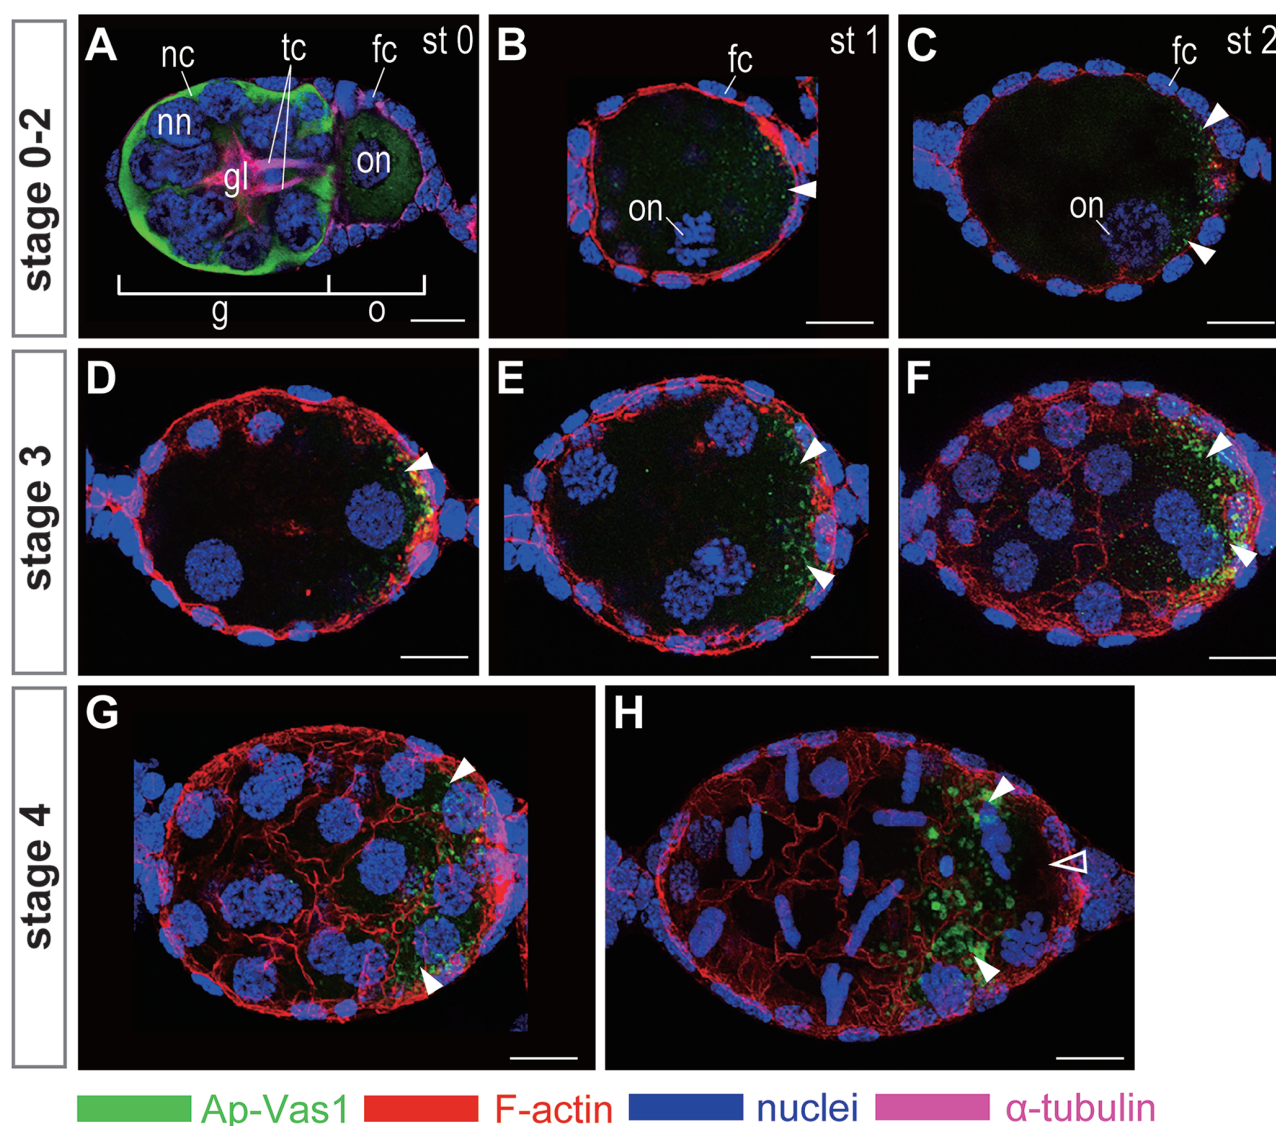 stage 0-2
A
nc
tc
fc
st 0
nn
gl
on
g
o
B
fc
st 1
on
C
fc
st 2
on
stage 3
D
E
F
stage 4
G
H
Ap-Vas1
F-actin
nuclei
α-tubulin